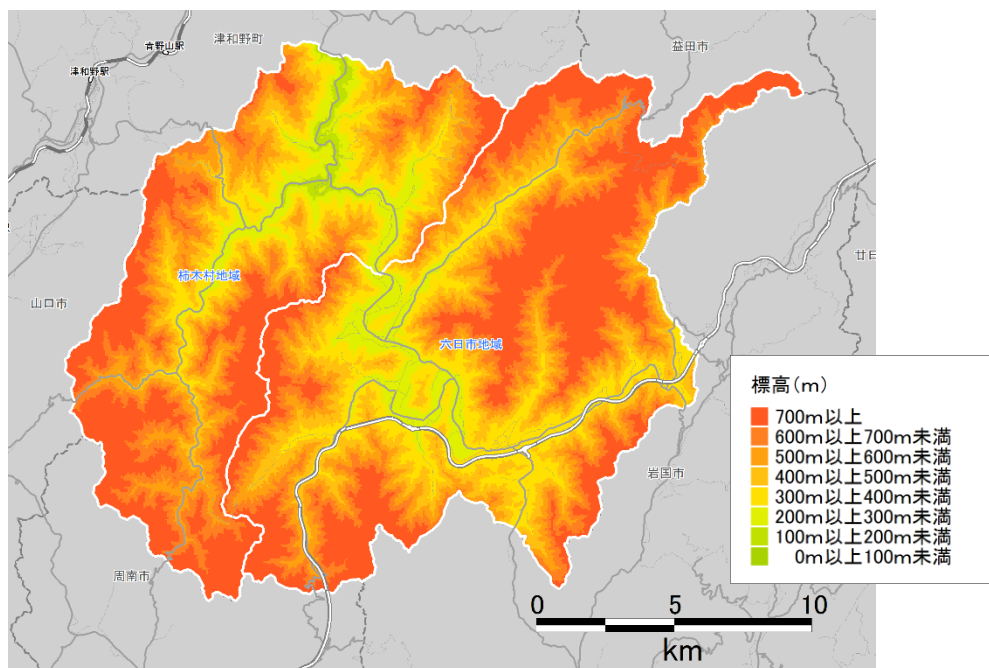 津和野町
青野山駅
益田市
津和野駅
柿木村地域
廿日
山口市
六日市地域
標高(m)
700m以上
600m以上700m未満
500m以上600m未満
400m以上500m未満
300m以上400m未満
200m以上300m未満
100m以上200m未満
0m以上100m未満
岩国市
周南市
0 5 10
km